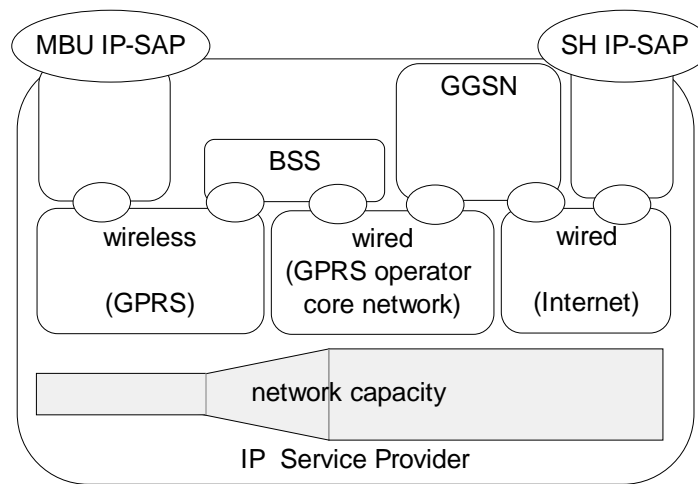 MBU IP-SAP
SH IP-SAP
GGSN
BSS
wireless
(GPRS)
wired
(GPRS operator
core network)
wired
(Internet)
network capacity
IP Service Provider